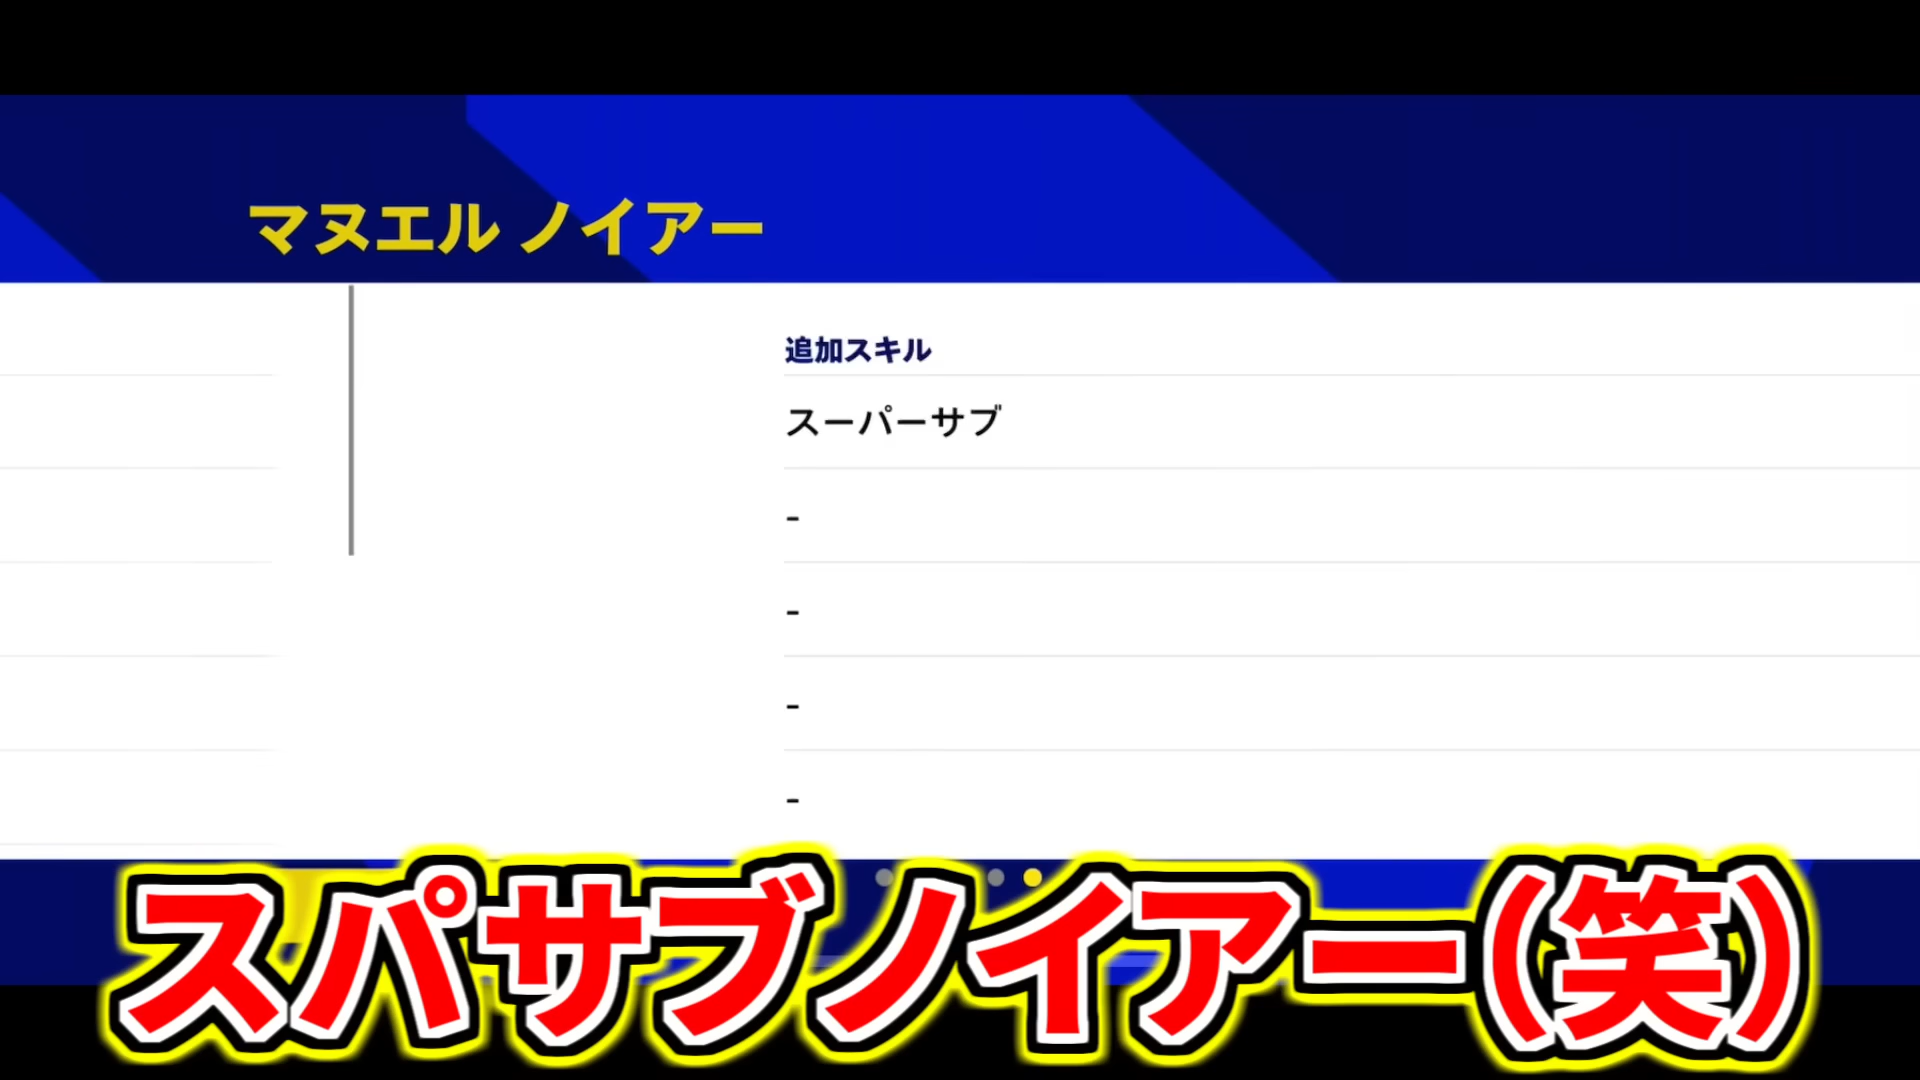 マヌエル ノイアー
追加スキル
スーパーサブ
-
-
-
-
スパサブノイアー(笑)